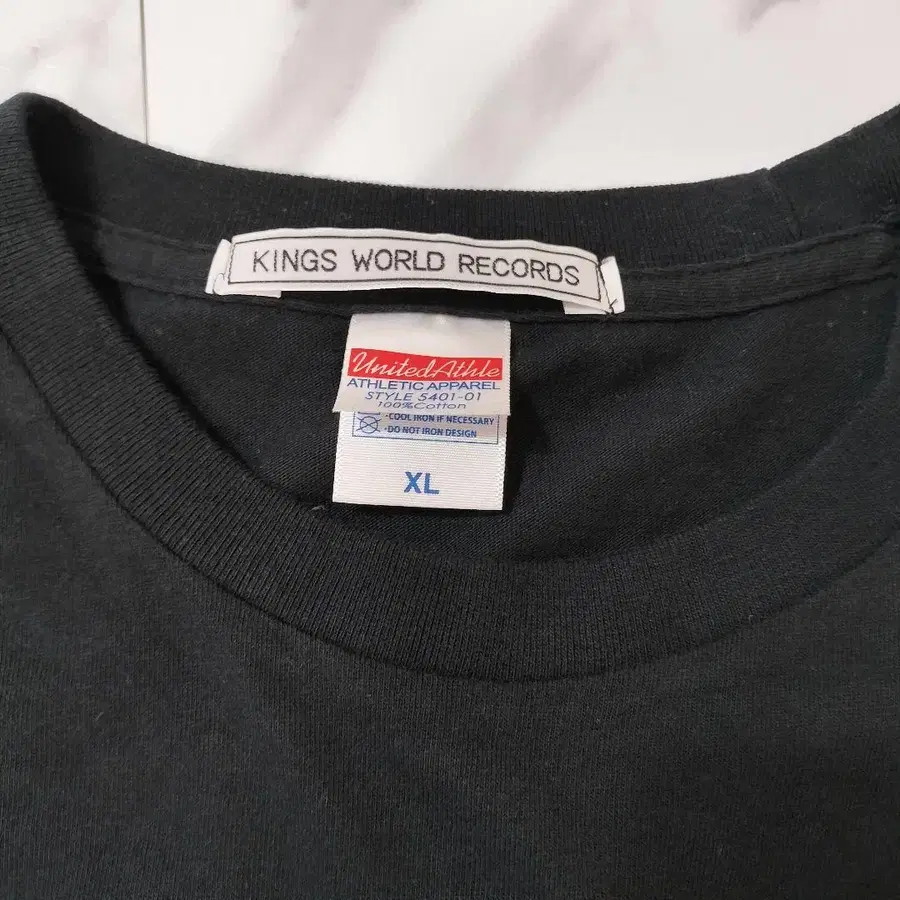 KINGS WORLD RECORDS
UnitedAthle
ATHLETIC APPAREL
STYLE 5401-01
100%Cotton
·COOL IRON IF NECESSARY
·DO NOT IRON DESIGN
XL